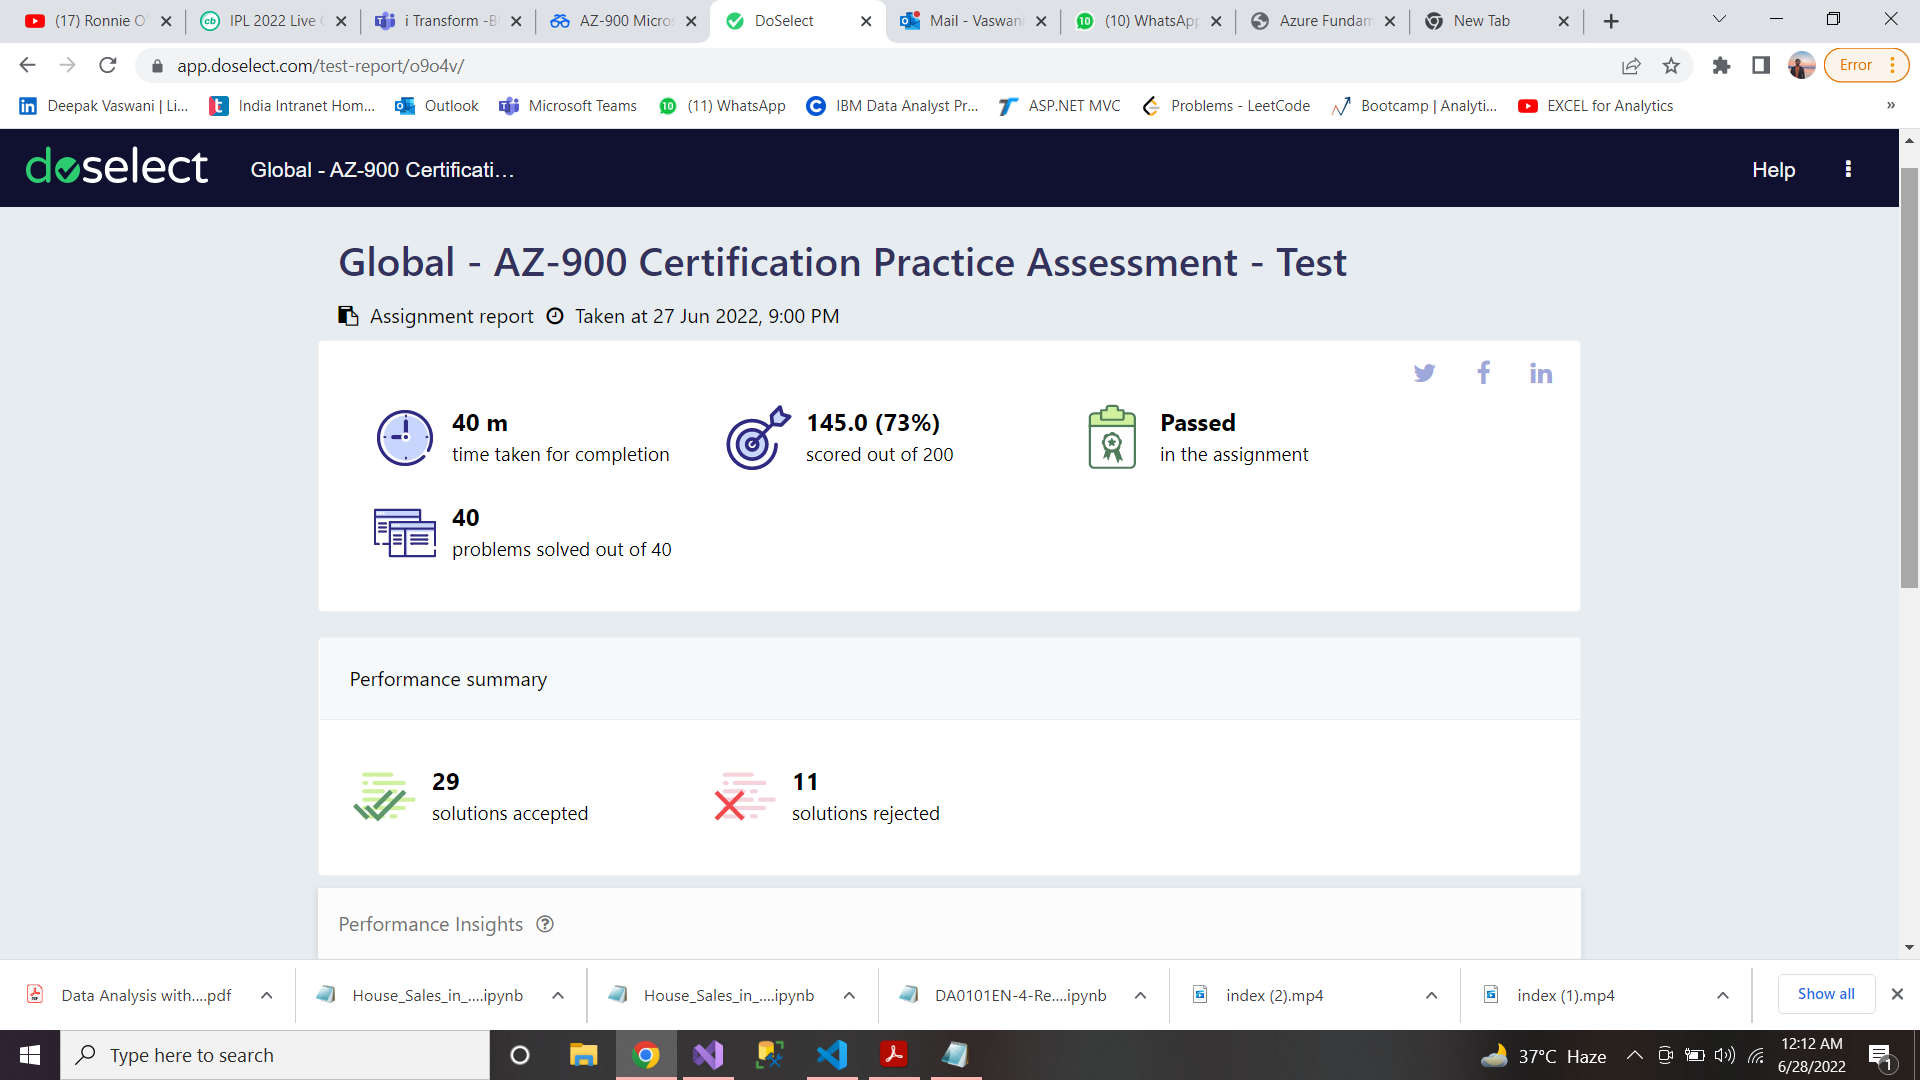 (17) Ronnie O'
IPL 2022 Live
i Transform -B
AZ-900 Micros
DoSelect
Mail - Vaswani
(10) WhatsApp
Azure Fundam
New Tab
app.doselect.com/test-report/o9o4v/
Error
Deepak Vaswani | Li...
India Intranet Hom...
Outlook
Microsoft Teams
(11) WhatsApp
IBM Data Analyst Pr...
ASP.NET MVC
Problems - LeetCode
Bootcamp | Analyti...
EXCEL for Analytics
»
doselect
Global - AZ-900 Certificati...
Help
Global - AZ-900 Certification Practice Assessment - Test
Assignment report
Taken at 27 Jun 2022, 9:00 PM
40 m
time taken for completion
145.0 (73%)
scored out of 200
Passed
in the assignment
40
problems solved out of 40
Performance summary
29
solutions accepted
11
solutions rejected
Performance Insights
Data Analysis with....pdf
House_Sales_in_....ipynb
House_Sales_in_....ipynb
DA0101EN-4-Re....ipynb
index (2).mp4
index (1).mp4
Show all
Type here to search
37°C Haze
12:12 AM
6/28/2022
1